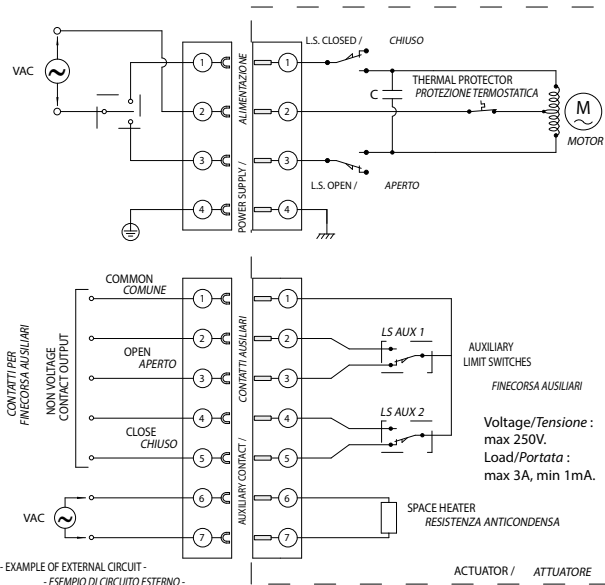 L.S. CLOSED / CHIUSO
VAC
1
2
3
4
POWER SUPPLY / ALIMENTAZIONE
1
2
3
4
C
THERMAL PROTECTOR
PROTEZIONE TERMOSTATICA
M
MOTOR
L.S. OPEN / APERTO
CONTATTI PER
FINECORSA AUSILIARI
NON VOLTAGE
CONTACT OUTPUT
COMMON
COMUNE
OPEN
APERTO
CLOSE
CHIUSO
VAC
1
2
3
4
5
6
7
AUXILIARY CONTACT / CONTATTI AUSILIARI
1
2
3
4
5
6
7
LS AUX 1
LS AUX 2
AUXILIARY
LIMIT SWITCHES
FINECORSA AUSILIARI
Voltage/Tensione :
max 250V.
Load/Portata :
max 3A, min 1mA.
SPACE HEATER
RESISTENZA ANTICONDENSA
- EXAMPLE OF EXTERNAL CIRCUIT -
- ESEMPIO DI CIRCUITO ESTERNO -
ACTUATOR / ATTUATORE